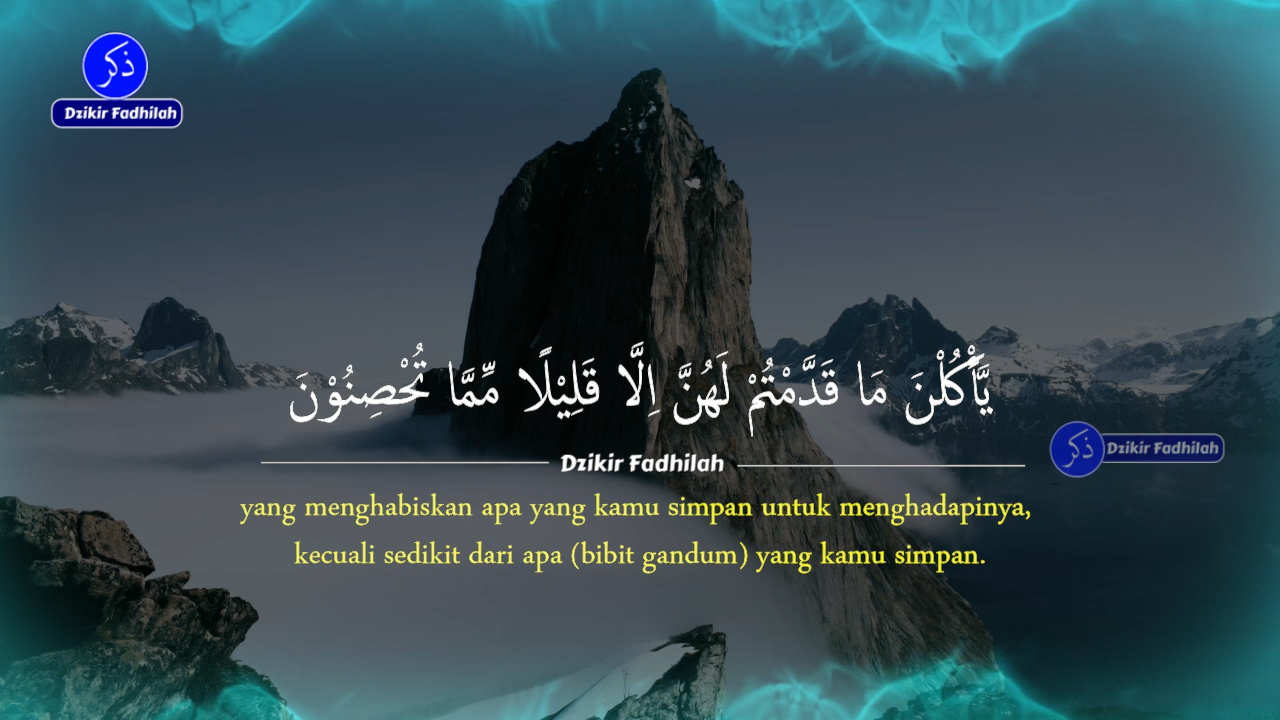 ذكر
Dzikir Fadhilah
يَّأْكُلْنَ مَا قَدَّمْتُمْ لَهُنَّ اِلَّا قَلِيْلًا مِّمَّا تُحْصِنُوْنَ
ذكر
Dzikir Fadhilah
Dzikir Fadhilah
yang menghabiskan apa yang kamu simpan untuk menghadapinya,
kecuali sedikit dari apa (bibit gandum) yang kamu simpan.